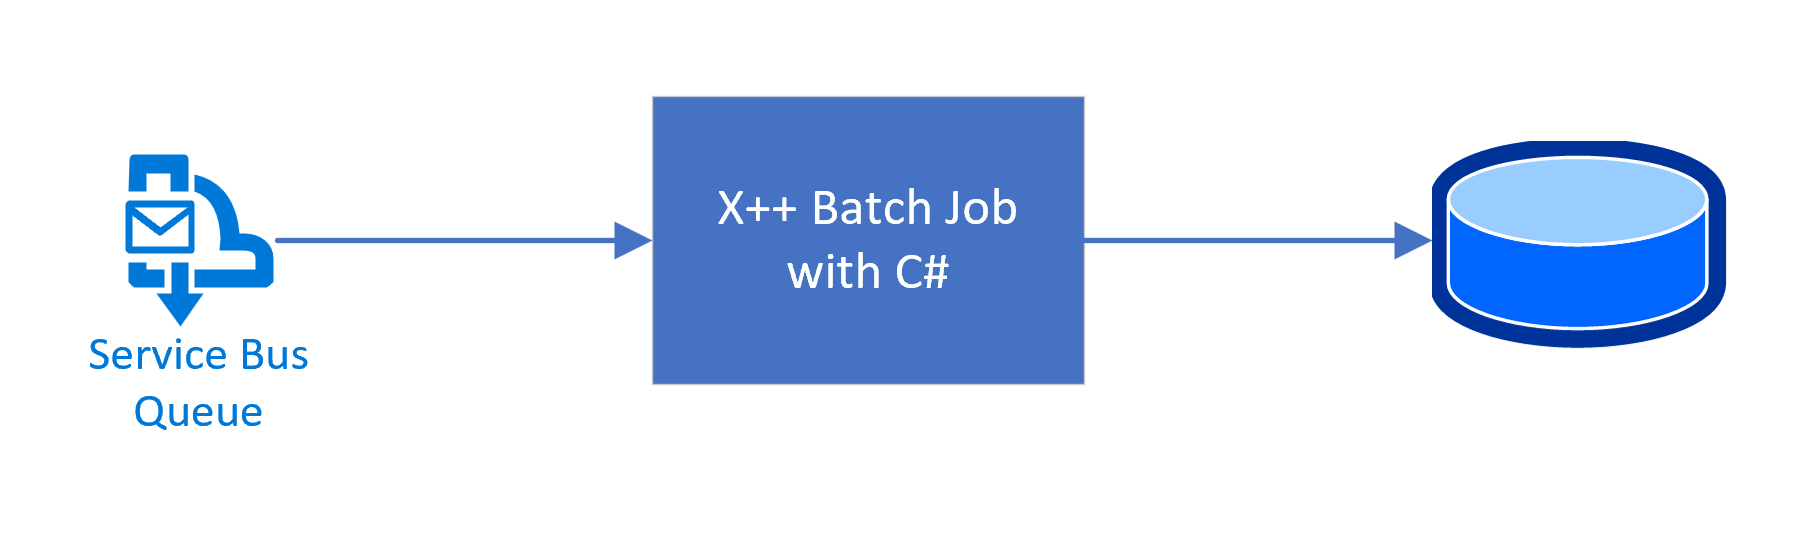 X++ Batch Job
with C#
Service Bus
Queue